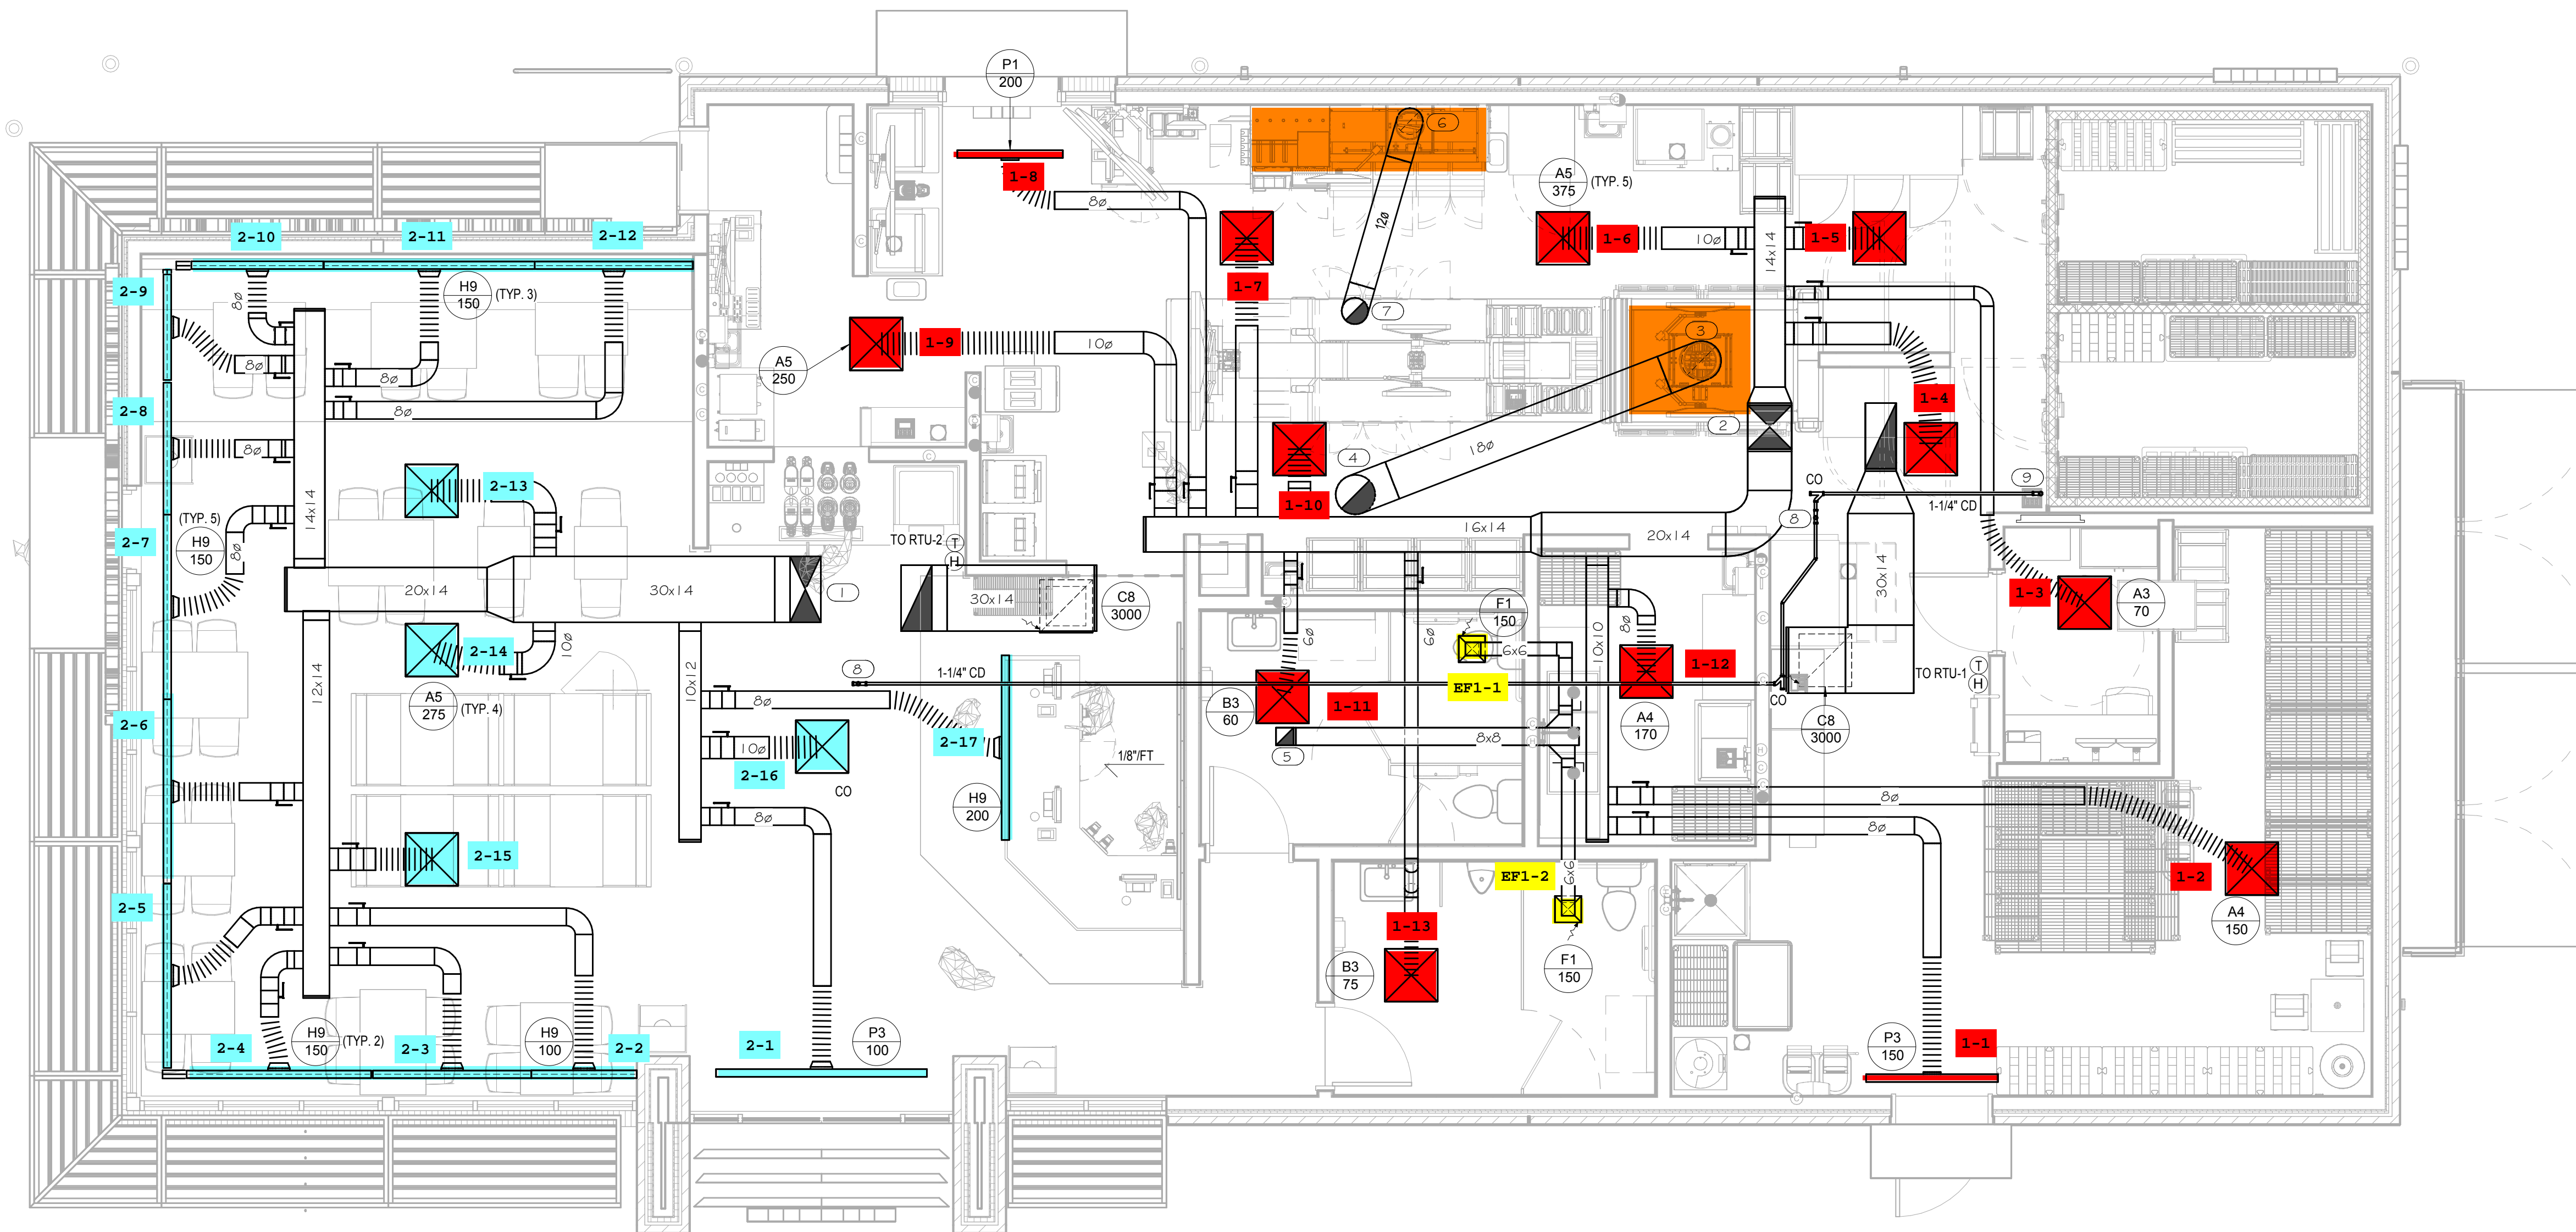 P1
200
1-8
8ø
6
12ø
A5
375
(TYP. 5)
1-6
10ø
1-5
14x14
2-10
2-11
2-12
2-9
8ø
H9
150
(TYP. 3)
1-7
7
3
1-9
10ø
A5
250
8ø
8ø
2-8
8ø
1-4
2
4
18ø
2-13
14x14
1-10
CO
9
1-1/4" CD
8
(TYP. 5)
H9
150
2-7
8ø
16x14
20x14
TO RTU-2
T
H
20x14
30x14
1
30x14
C8
3000
30x14
1-3
A3
70
F1
150
6ø
6ø
6x6
10x10
8ø
2-14
10ø
12x14
10x12
8
1-1/4" CD
EF1-1
1-12
TO RTU-1
T
H
CO
A5
275
(TYP. 4)
8ø
B3
60
1-11
A4
170
C8
3000
2-6
2-17
10ø
2-16
CO
1/8"/FT
5
8x8
H9
200
8ø
8ø
8ø
2-15
EF1-2
6x6
1-2
A4
150
2-5
1-13
B3
75
F1
150
2-4
H9
150
(TYP. 2)
2-3
H9
100
2-2
2-1
P3
100
P3
150
1-1